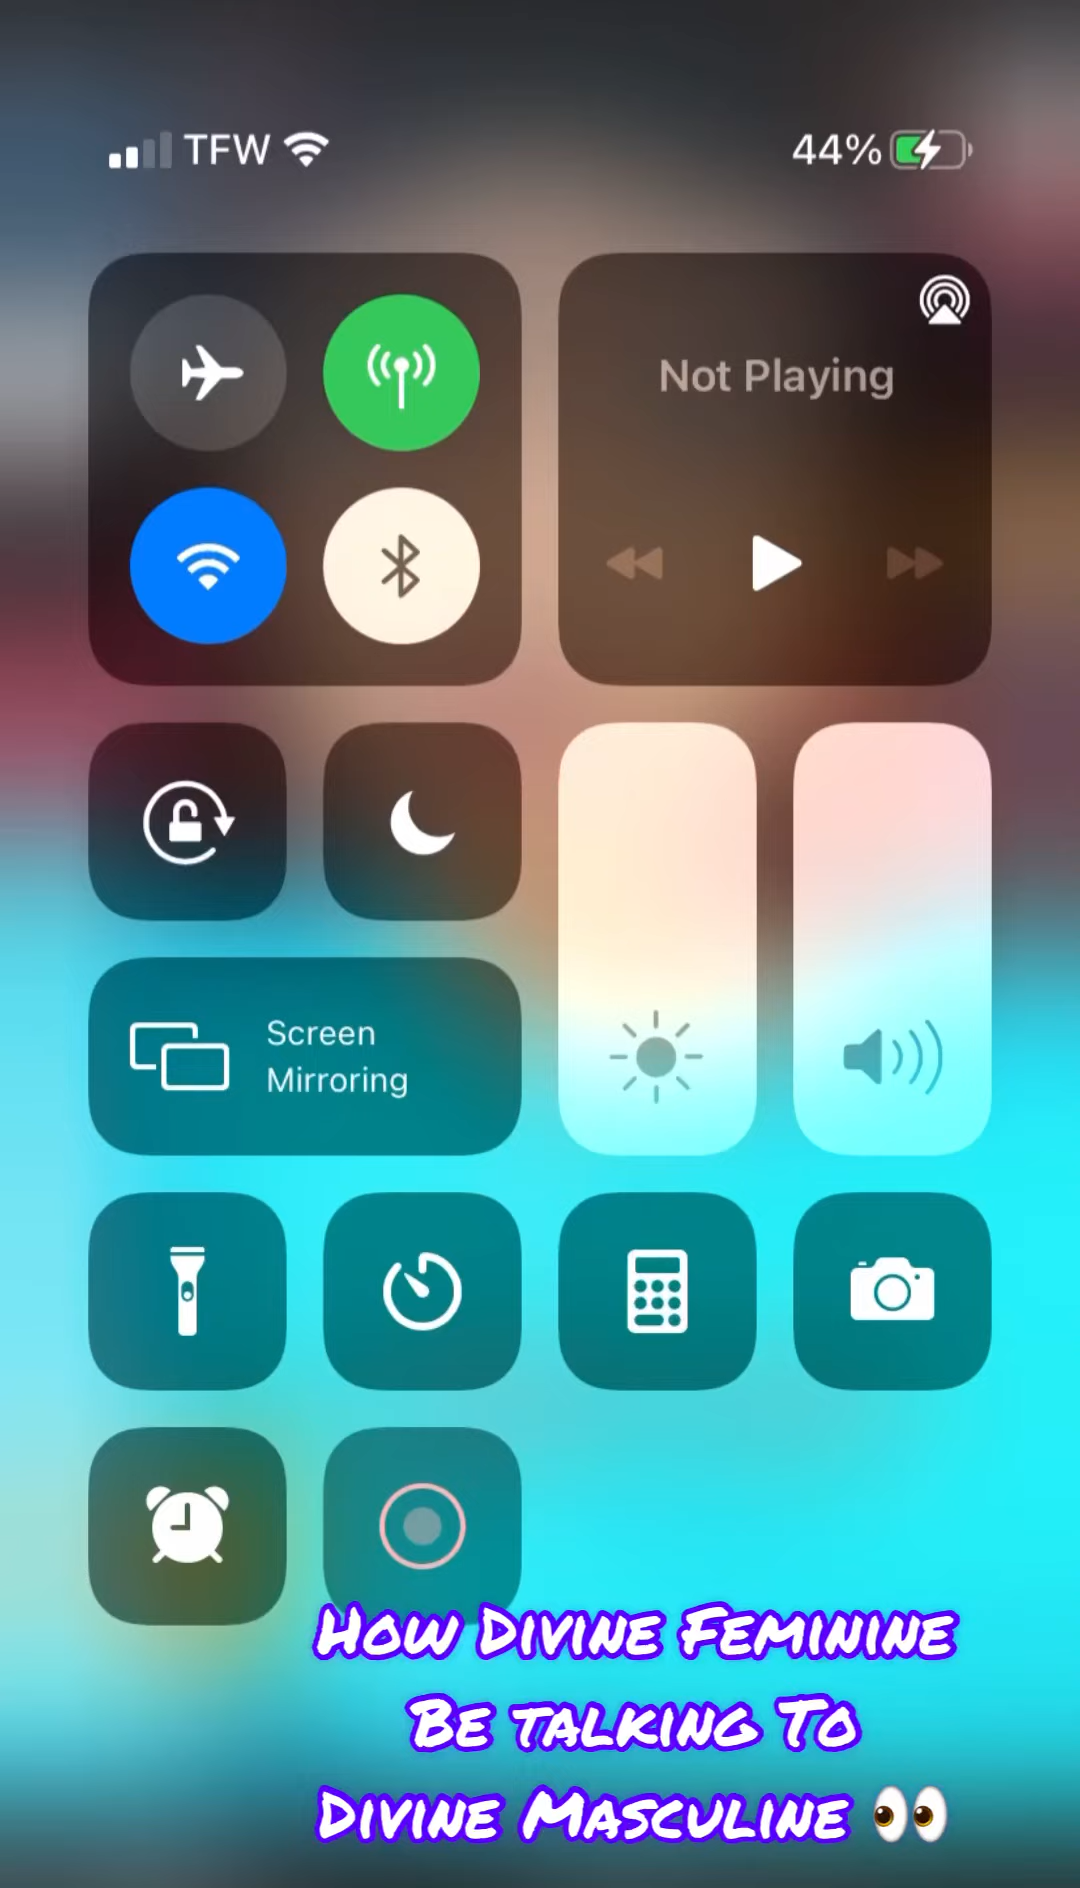 TFW
44%
Not Playing
Screen
Mirroring
How Divine Feminine
Be talking To
Divine Masculine 👀